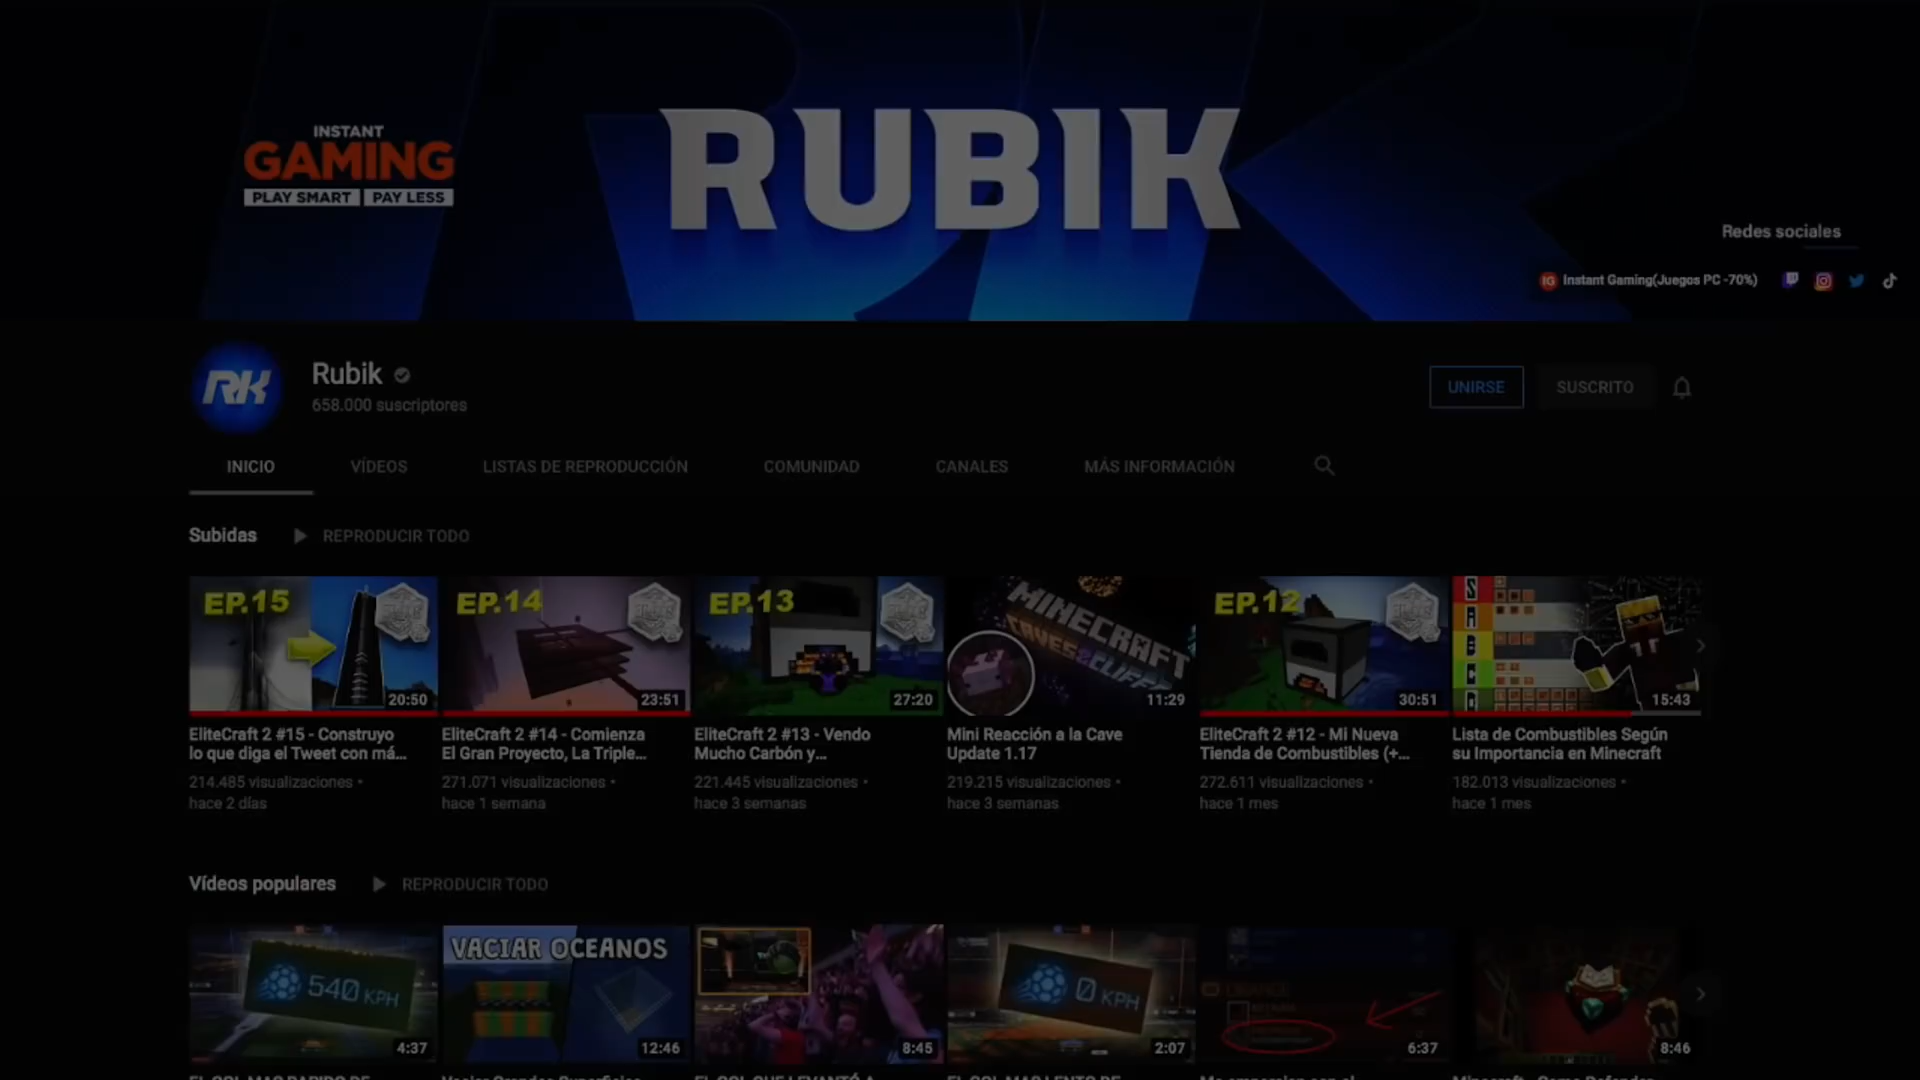 INSTANT
GAMING
PLAY SMART PAY LESS
RUBIK
Redes sociales
IG Instant Gaming(Juegos PC -70%)
RK
Rubik
658.000 suscriptores
UNIRSE
SUSCRITO
INICIO
VÍDEOS
LISTAS DE REPRODUCCIÓN
COMUNIDAD
CANALES
MÁS INFORMACIÓN
Subidas
REPRODUCIR TODO
EP.15
20:50
EliteCraft 2 #15 - Construyo
lo que diga el Tweet con má...
214.485 visualizaciones •
hace 2 días
EP.14
23:51
EliteCraft 2 #14 - Comienza
El Gran Proyecto, La Triple...
271.071 visualizaciones •
hace 1 semana
EP.13
27:20
EliteCraft 2 #13 - Vendo
Mucho Carbón y...
221.445 visualizaciones •
hace 3 semanas
MINECRAFT
CAVES & CLIFFS
11:29
Mini Reacción a la Cave
Update 1.17
219.215 visualizaciones •
hace 3 semanas
EP.12
30:51
EliteCraft 2 #12 - Mi Nueva
Tienda de Combustibles (+...
272.611 visualizaciones •
hace 1 mes
S
A
B
C
D
15:43
Lista de Combustibles Según
su Importancia en Minecraft
182.013 visualizaciones •
hace 1 mes
Vídeos populares
REPRODUCIR TODO
540 KPH
4:37
VACIAR OCEANOS
12:46
8:45
0 KPH
2:07
6:37
8:46